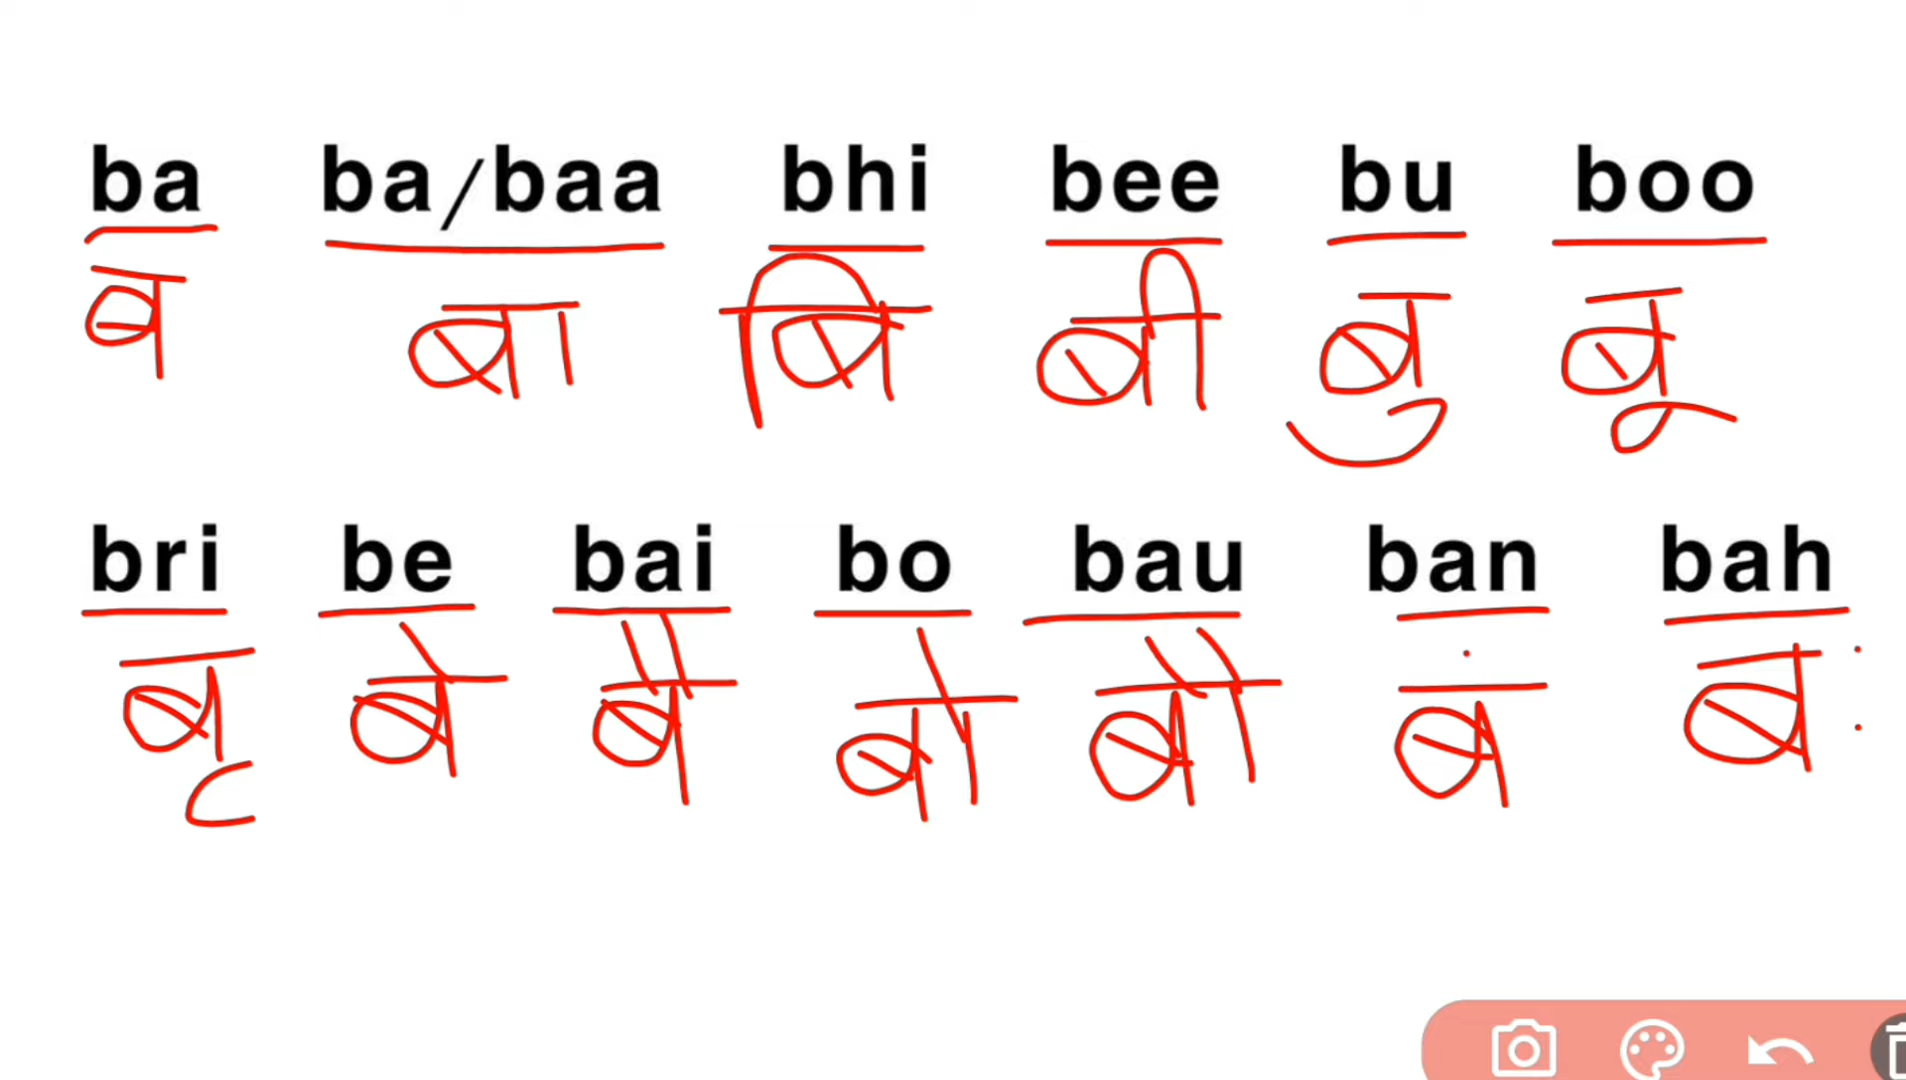 ba ba/baa bhi bee bu boo
ब बा बि बी बु बू
bri be bai bo bau ban bah
बृ बे बै बो बौ बं बः